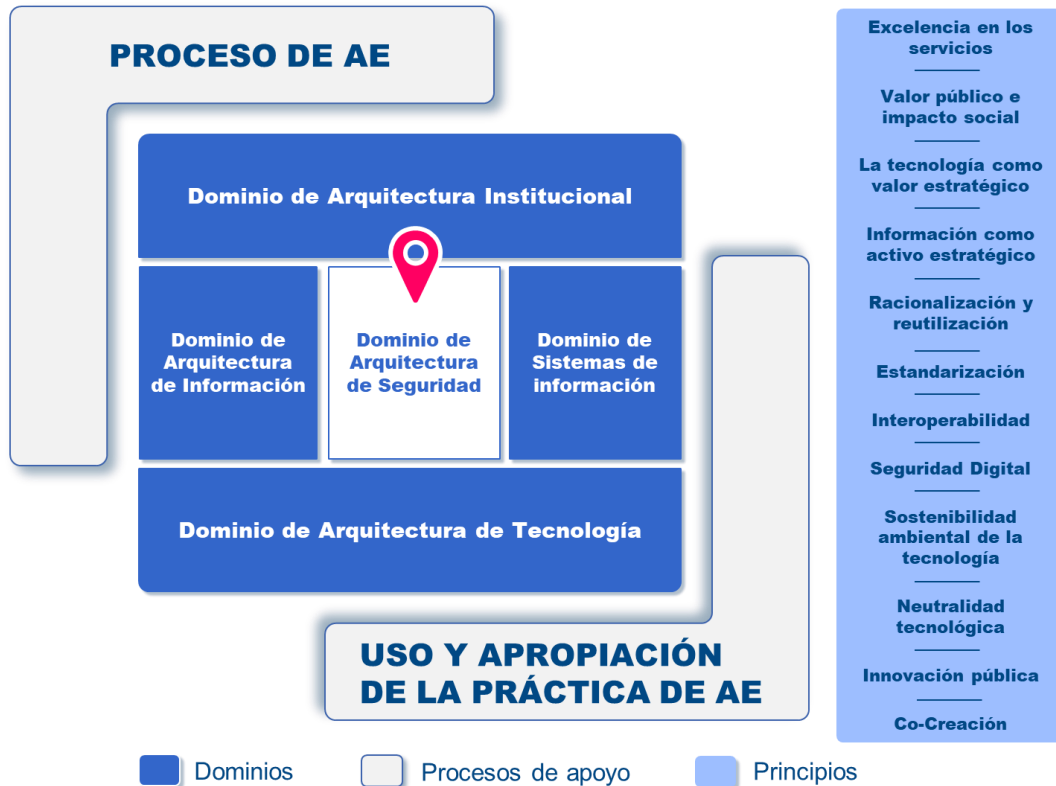 PROCESO DE AE
Dominio de Arquitectura Institucional
Dominio de
Arquitectura
de Información
Dominio de
Arquitectura
de Seguridad
Dominio de
Sistemas de
información
Dominio de Arquitectura de Tecnología
USO Y APROPIACIÓN
DE LA PRÁCTICA DE AE
Excelencia en los
servicios
Valor público e
impacto social
La tecnología como
valor estratégico
Información como
activo estratégico
Racionalización y
reutilización
Estandarización
Interoperabilidad
Seguridad Digital
Sostenibilidad
ambiental de la
tecnología
Neutralidad
tecnológica
Innovación pública
Co-Creación
Dominios
Procesos de apoyo
Principios